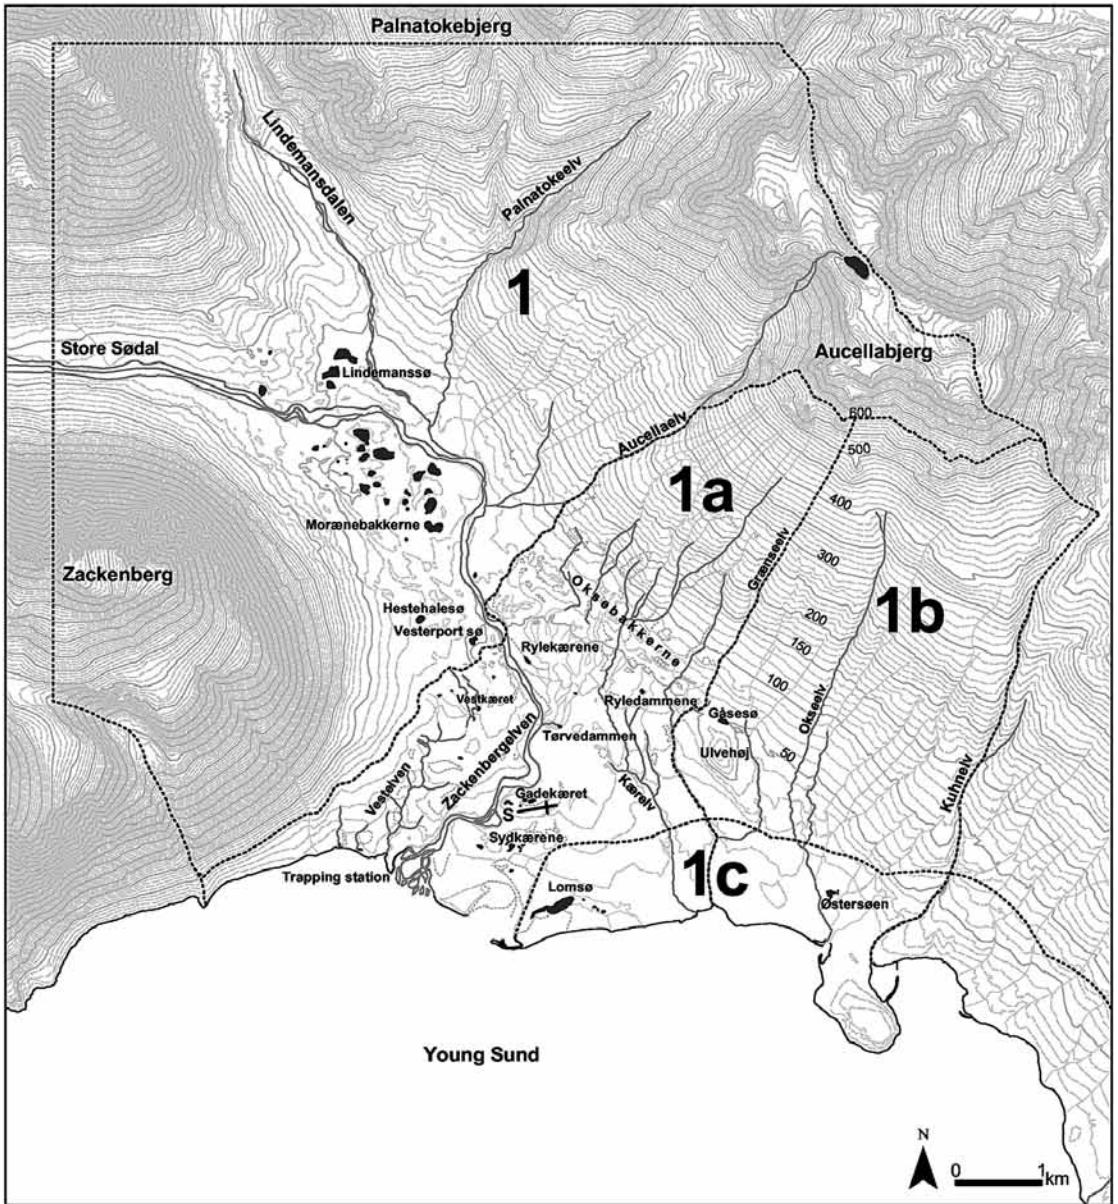 Palnatokebjerg
Lindemansdalen
Palnatokeelv
1
Store Sødal
Lindemanssø
Aucellabjerg
Aucellaelv
600
500
1a
400
Morænebakkerne
Grænseelv
300
Zackenberg
Oksebakkerne
1b
Hestehalesø
200
Vesterport sø
150
Rylekærene
100
Vestkæret
Ryledammene
Gåsesø
Okseelv
Tørvedammen
Ulvehøj
50
Zackenbergelven
Vestelven
Kærelv
Kuhnelv
Gadekæret
S
Sydkærene
Trapping station
1c
Lomsø
Østersøen
Young Sund
N
0 1 km